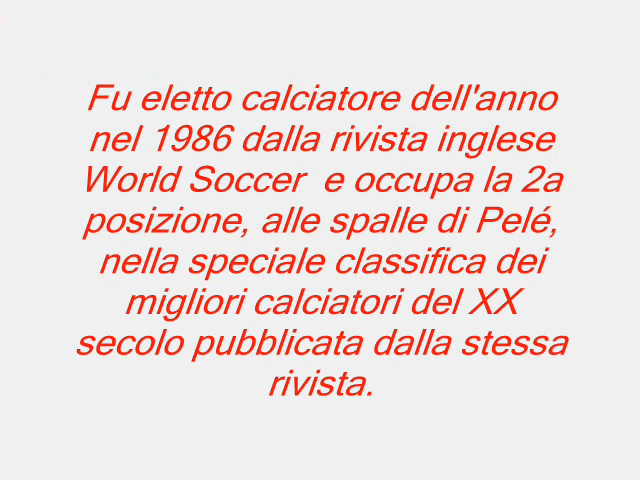 Fu eletto calciatore dell'anno
nel 1986 dalla rivista inglese
World Soccer  e occupa la 2a
posizione, alle spalle di Pelé,
nella speciale classifica dei
migliori calciatori del XX
secolo pubblicata dalla stessa
rivista.